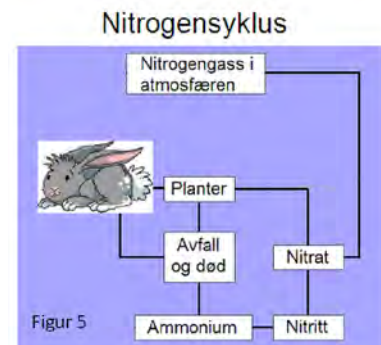 Nitrogensyklus
Nitrogengass i
atmosfæren
Planter
Avfall
og død
Nitrat
Figur 5
Ammonium
Nitritt